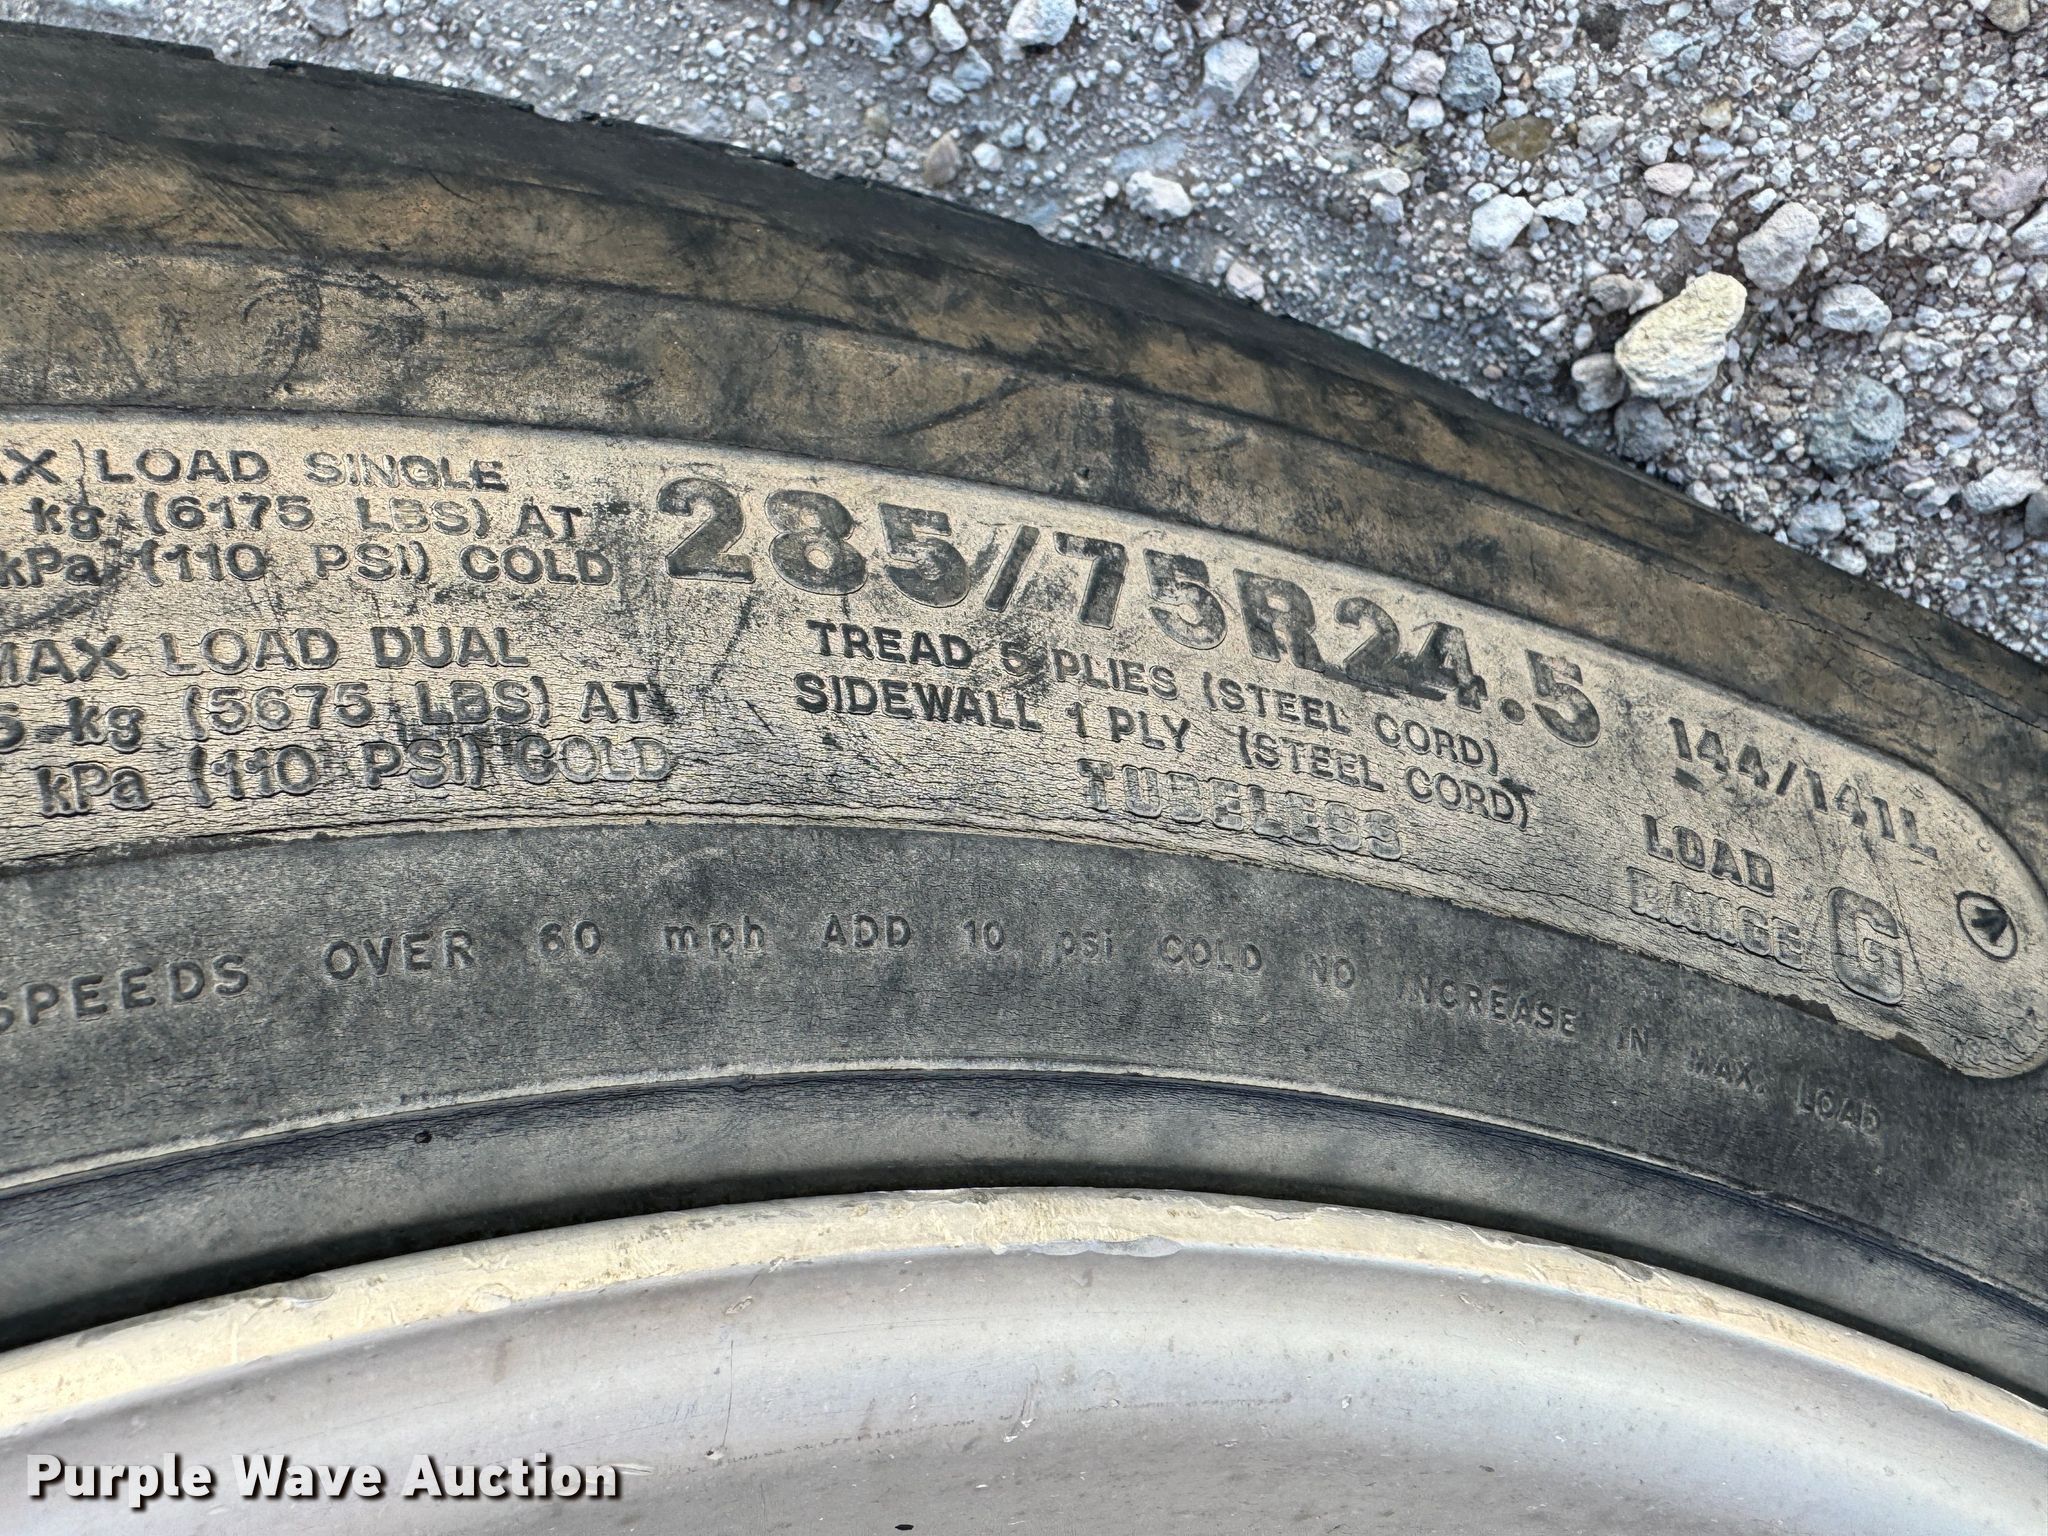 LOAD SINGLE
kg (6175 LBS) AT
kPa (110 PSI) COLD
MAX LOAD DUAL
kg (5675 LBS) AT
kPa (110 PSI) COLD
285/75R24.5
TREAD 5 PLIES (STEEL CORD)
SIDEWALL 1 PLY (STEEL CORD)
TUBELESS
144/141L
LOAD
RANGE G
SPEEDS OVER 60 mph ADD 10 psi COLD NO INCREASE IN MAX. LOAD
Purple Wave Auction